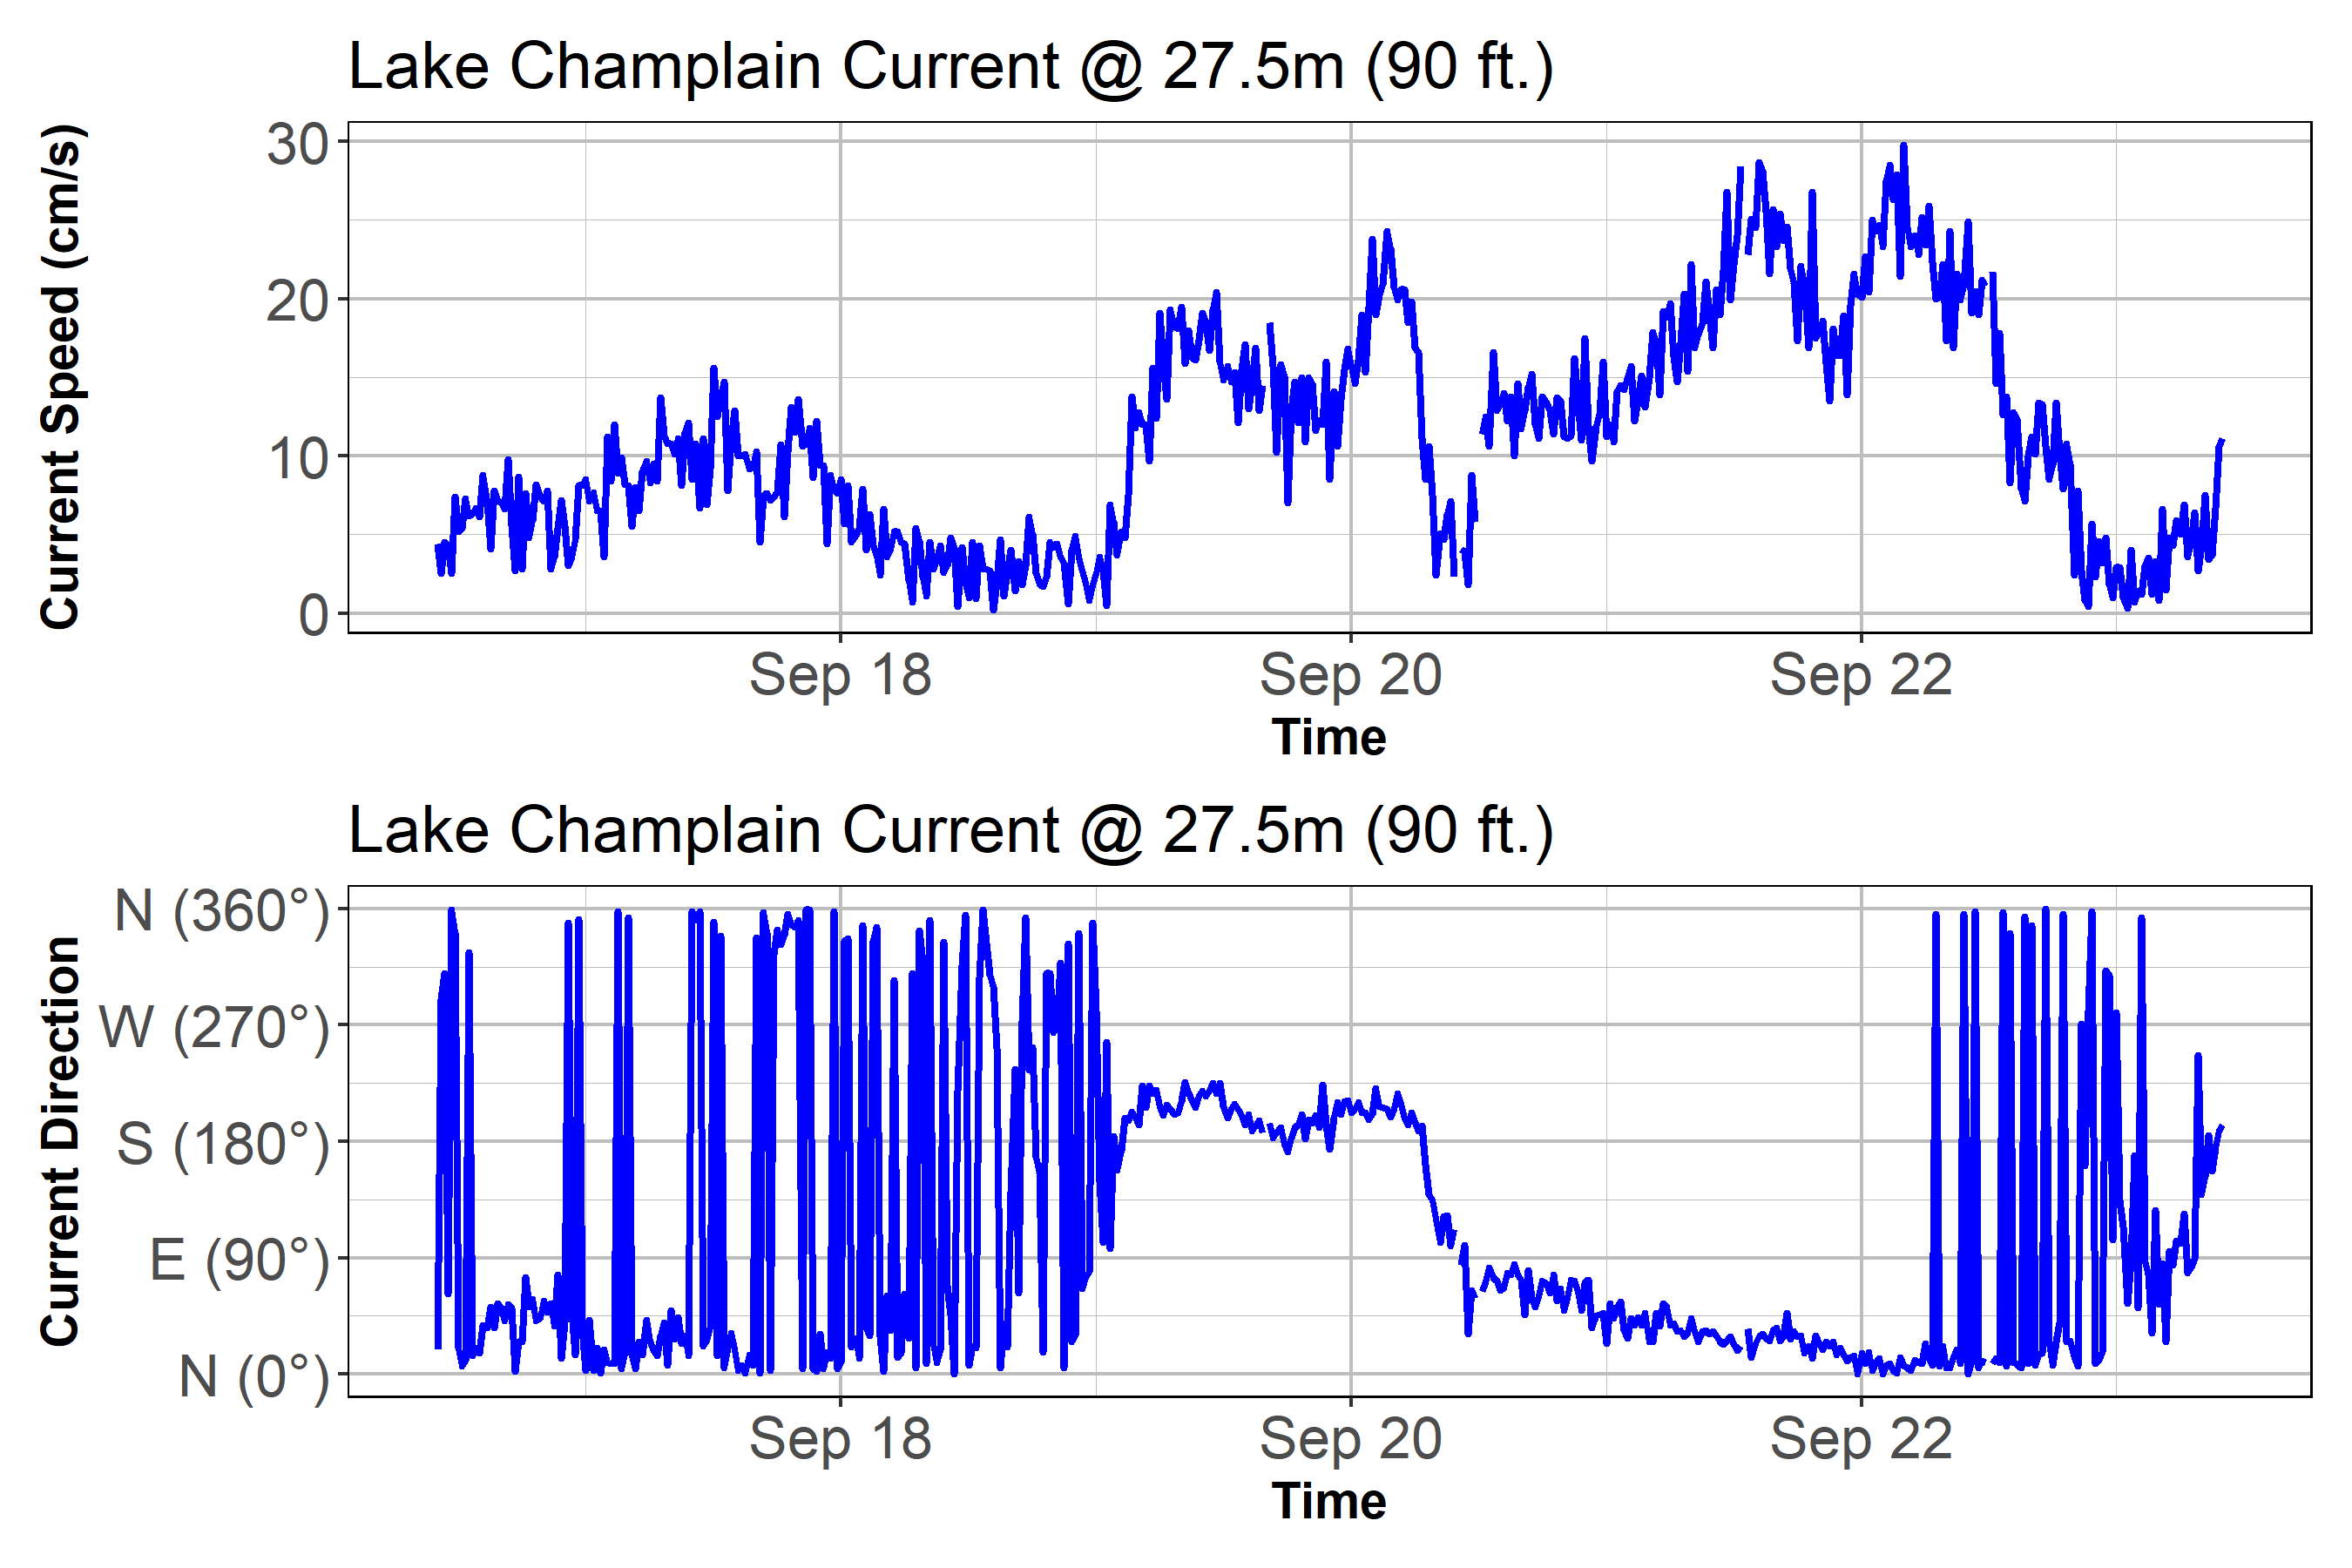 Lake Champlain Current @ 27.5m (90 ft.)
Current Speed (cm/s)
30
20
10
0
Sep 18
Sep 20
Sep 22
Time
Lake Champlain Current @ 27.5m (90 ft.)
Current Direction
N (360°)
W (270°)
S (180°)
E (90°)
N (0°)
Sep 18
Sep 20
Sep 22
Time